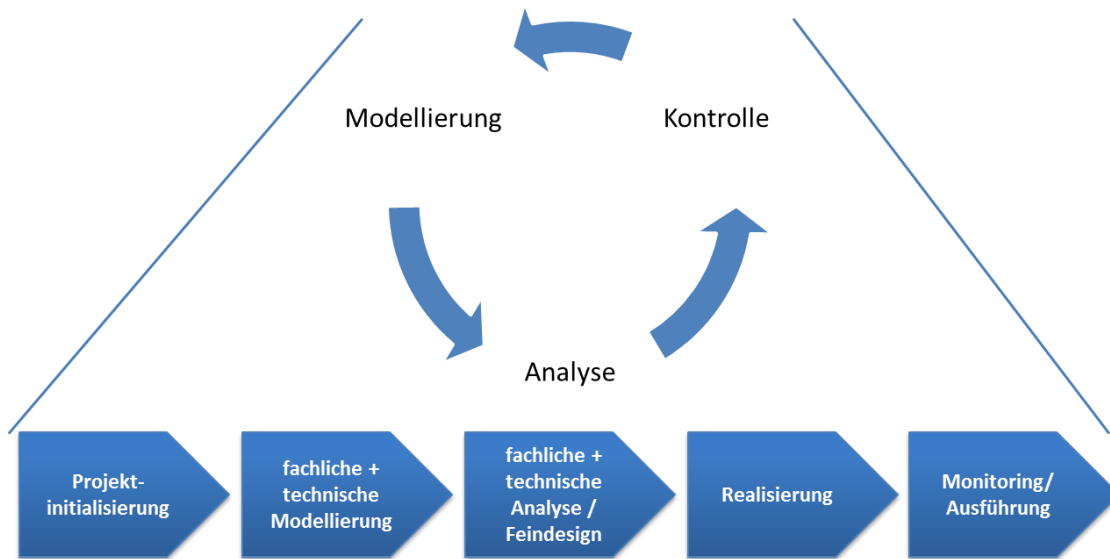 Modellierung
Kontrolle
Analyse
Projekt-
initialisierung
fachliche +
technische
Modellierung
fachliche +
technische
Analyse /
Feindesign
Realisierung
Monitoring/
Ausführung